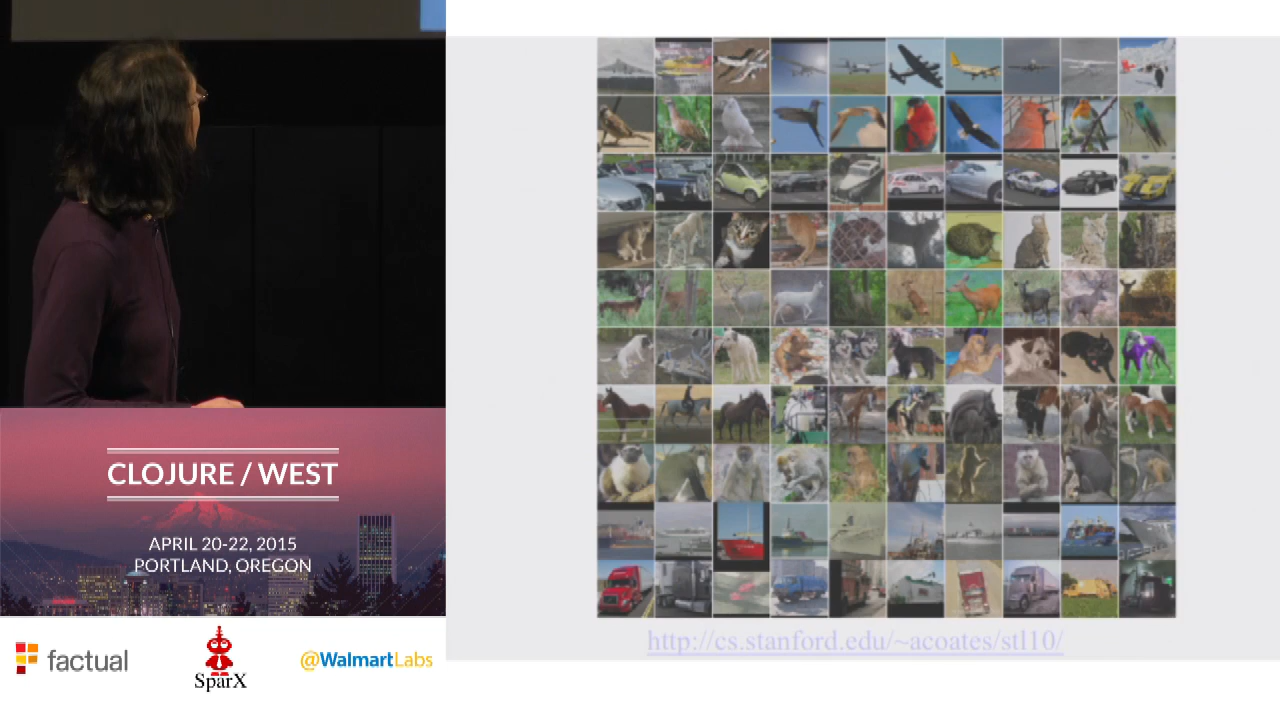 CLOJURE / WEST
APRIL 20-22, 2015
PORTLAND, OREGON
factual
SparX
@WalmartLabs
http://cs.stanford.edu/~acoates/stl10/